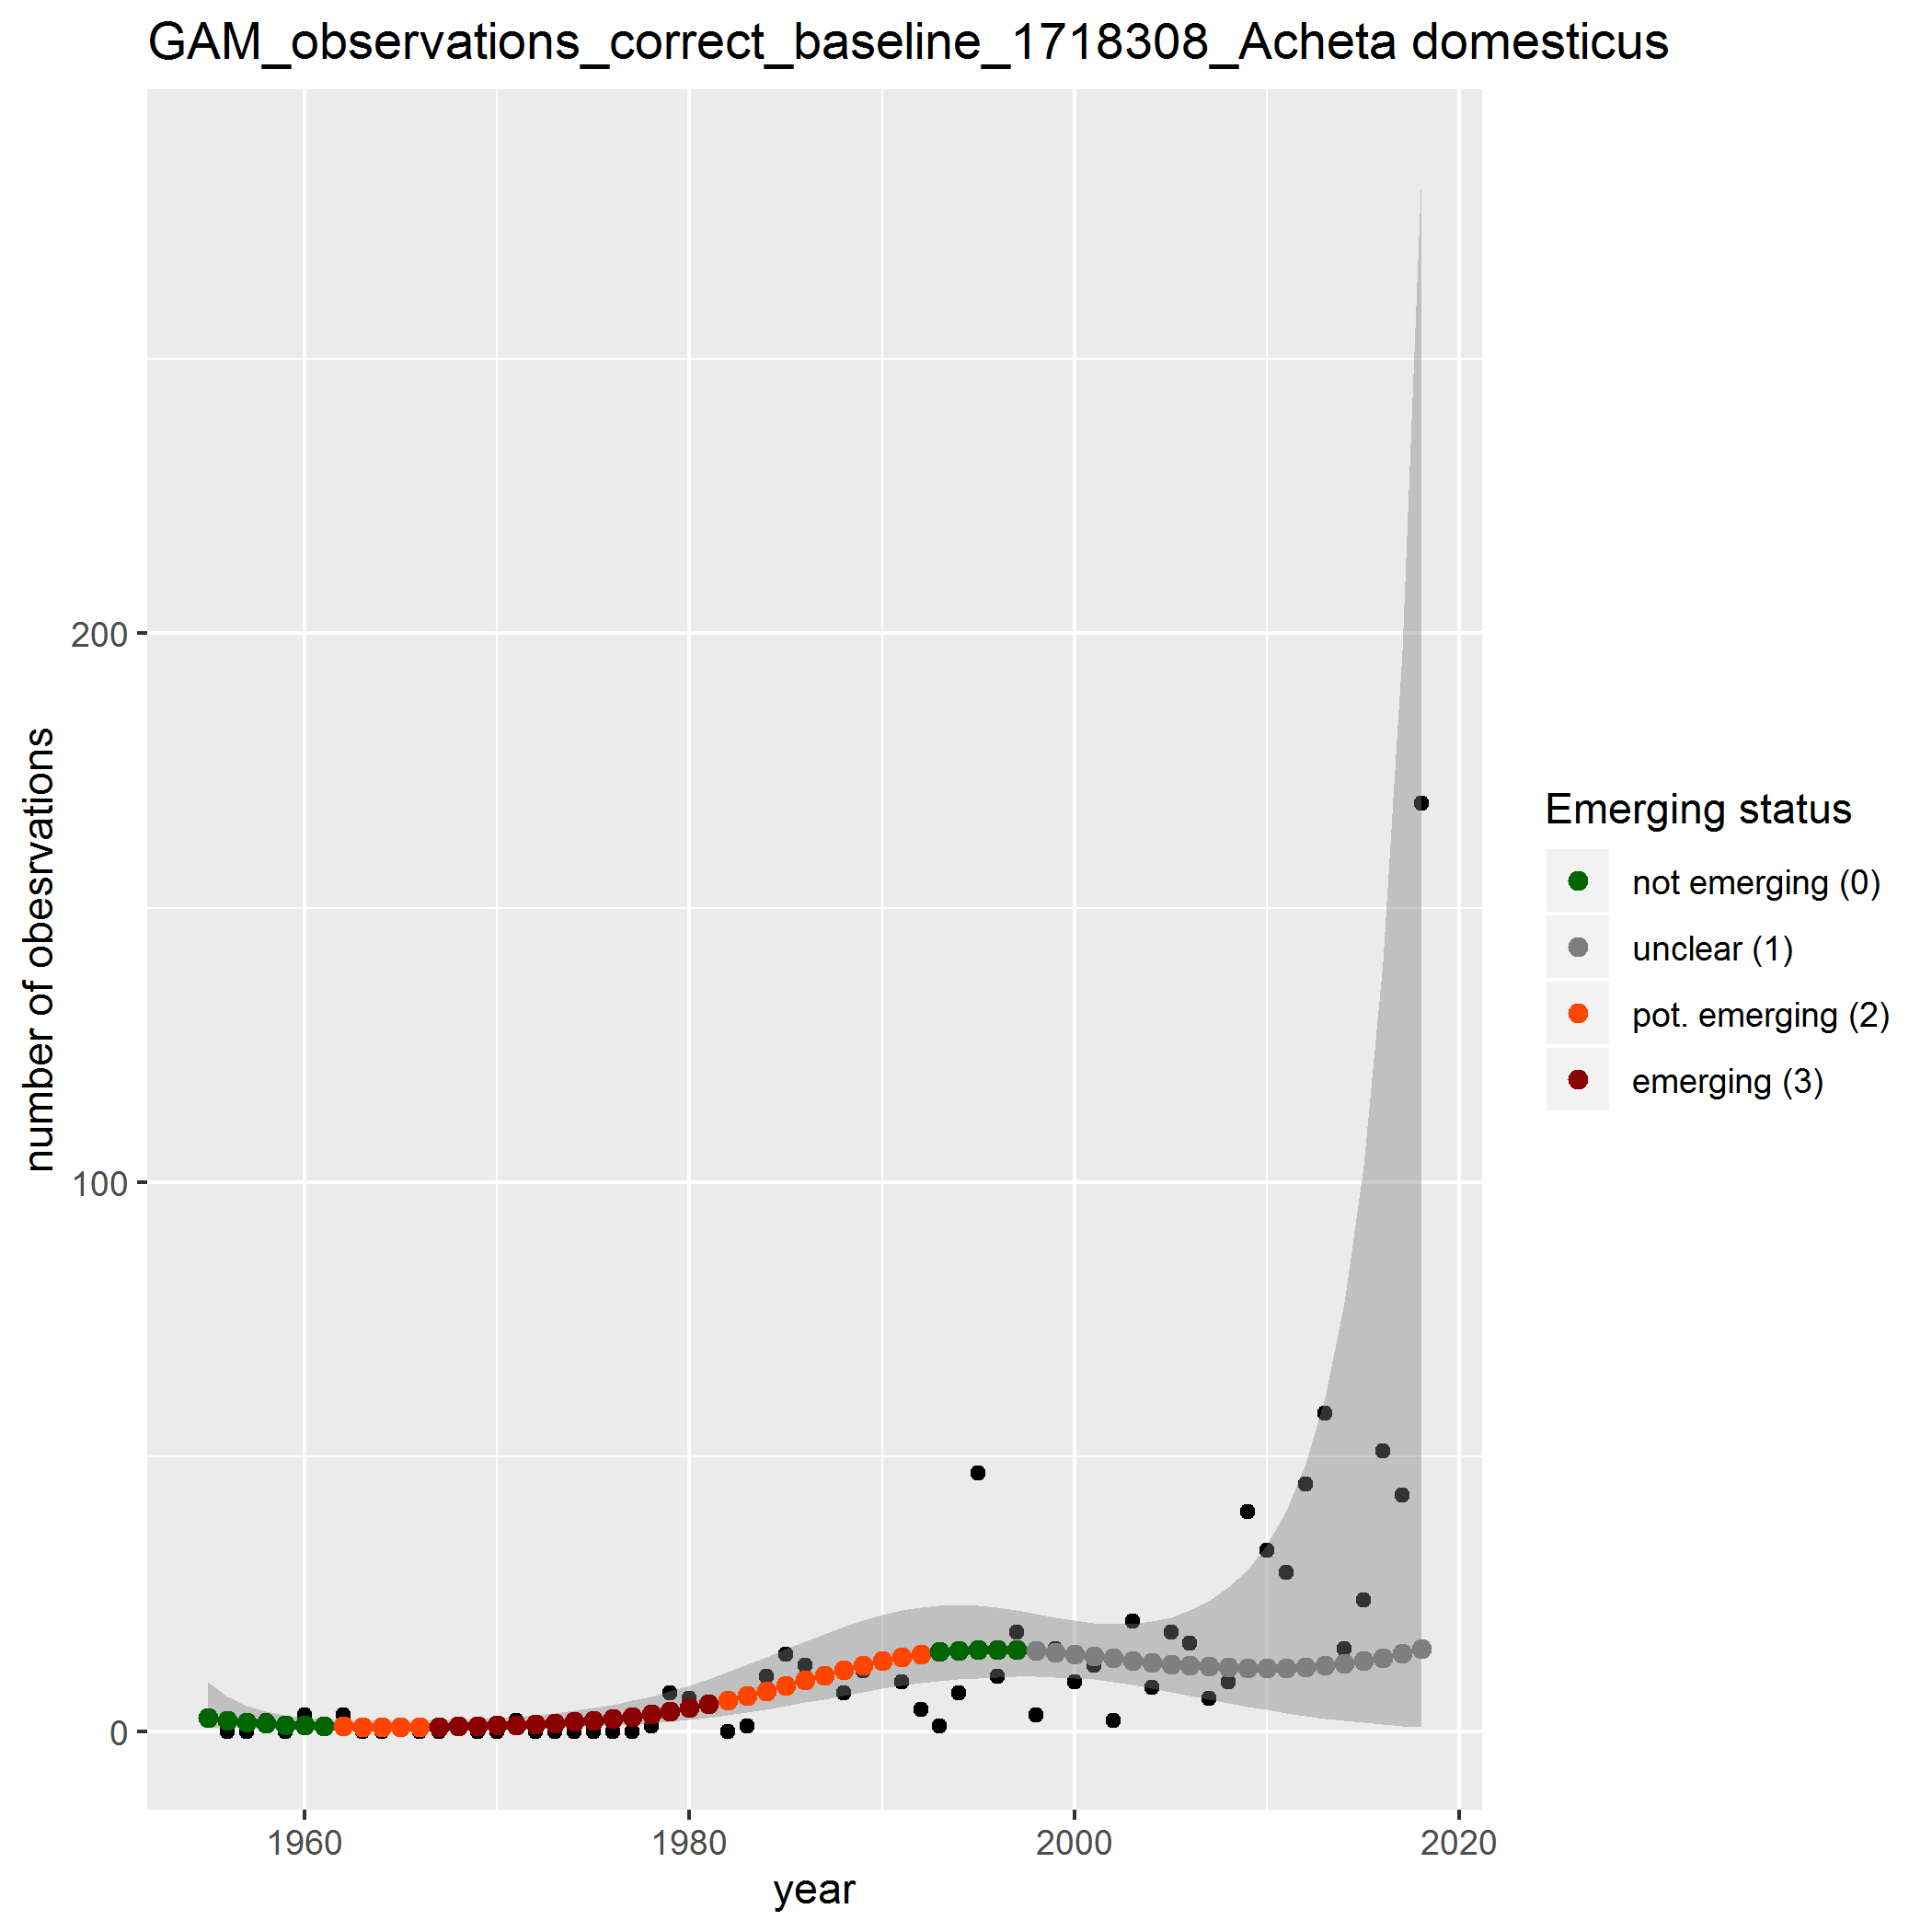 GAM_observations_correct_baseline_1718308_Acheta domesticus
number of obesrvations
200
100
0
1960
1980
2000
2020
year
Emerging status
not emerging (0)
unclear (1)
pot. emerging (2)
emerging (3)